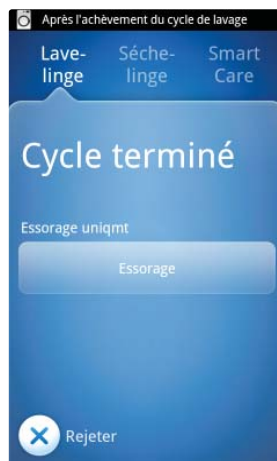 Après l'achèvement du cycle de lavage
Lave-
linge
Séche-
linge
Smart
Care
Cycle terminé
Essorage uniqmt
Essorage
Rejeter